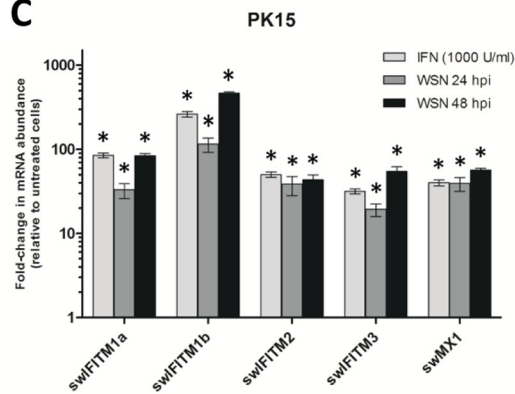 C
PK15
IFN (1000 U/ml)
WSN 24 hpi
WSN 48 hpi
Fold-change in mRNA abundance
(relative to untreated cells)
1000
100
10
1
* * * * * * * * * * * * * * *
swIFITM1a
swIFITM1b
swIFITM2
swIFITM3
swMX1